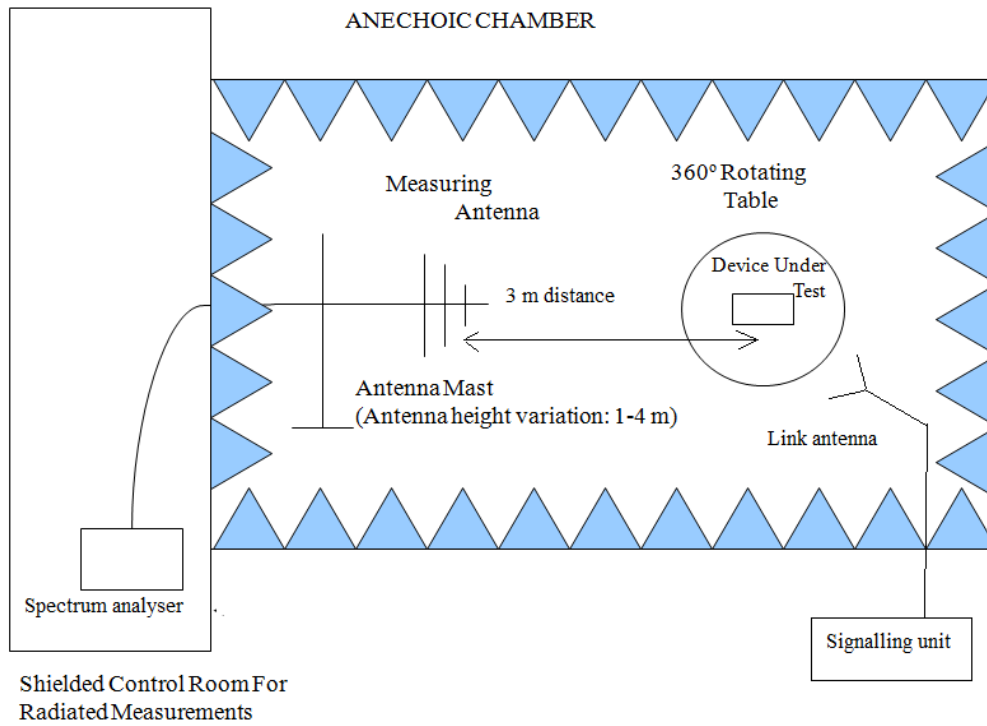 ANECHOIC CHAMBER
Measuring
Antenna
360º Rotating
Table
Device Under
Test
3 m distance
Antenna Mast
(Antenna height variation: 1-4 m)
Link antenna
Spectrum analyser
Signalling unit
Shielded Control Room For
Radiated Measurements